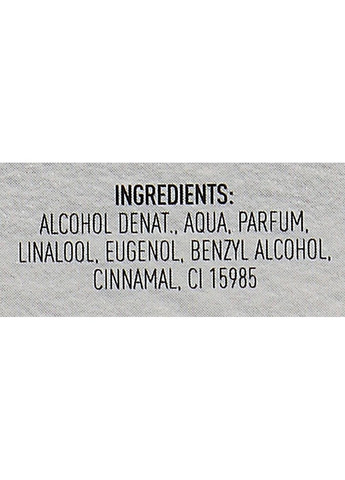 INGREDIENTS:
ALCOHOL DENAT., AQUA, PARFUM,
LINALOOL, EUGENOL, BENZYL ALCOHOL,
CINNAMAL, CI 15985